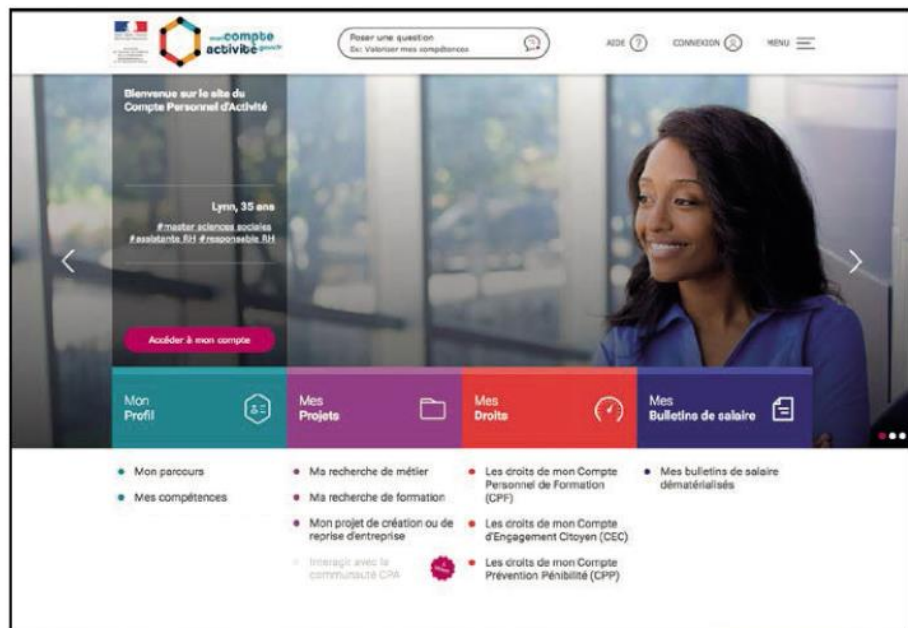 moncompte
activité.gouv.fr
Poser une question
Ex: Valoriser mes compétences
AIDE
CONNEXION
MENU
Bienvenue sur le site du
Compte Personnel d'Activité
Lynn, 35 ans
#master sciences sociales
#assistante RH #responsable RH
Accéder à mon compte
Mon
Profil
Mes
Projets
Mes
Droits
Mes
Bulletins de salaire
Mon parcours
Mes compétences
Ma recherche de métier
Ma recherche de formation
Mon projet de création ou de
reprise d'entreprise
Interagir avec la
communauté CPA
Les droits de mon Compte
Personnel de Formation
(CPF)
Les droits de mon Compte
d'Engagement Citoyen (CEC)
Les droits de mon Compte
Prévention Pénibilité (CPP)
Mes bulletins de salaire
dématérialisés